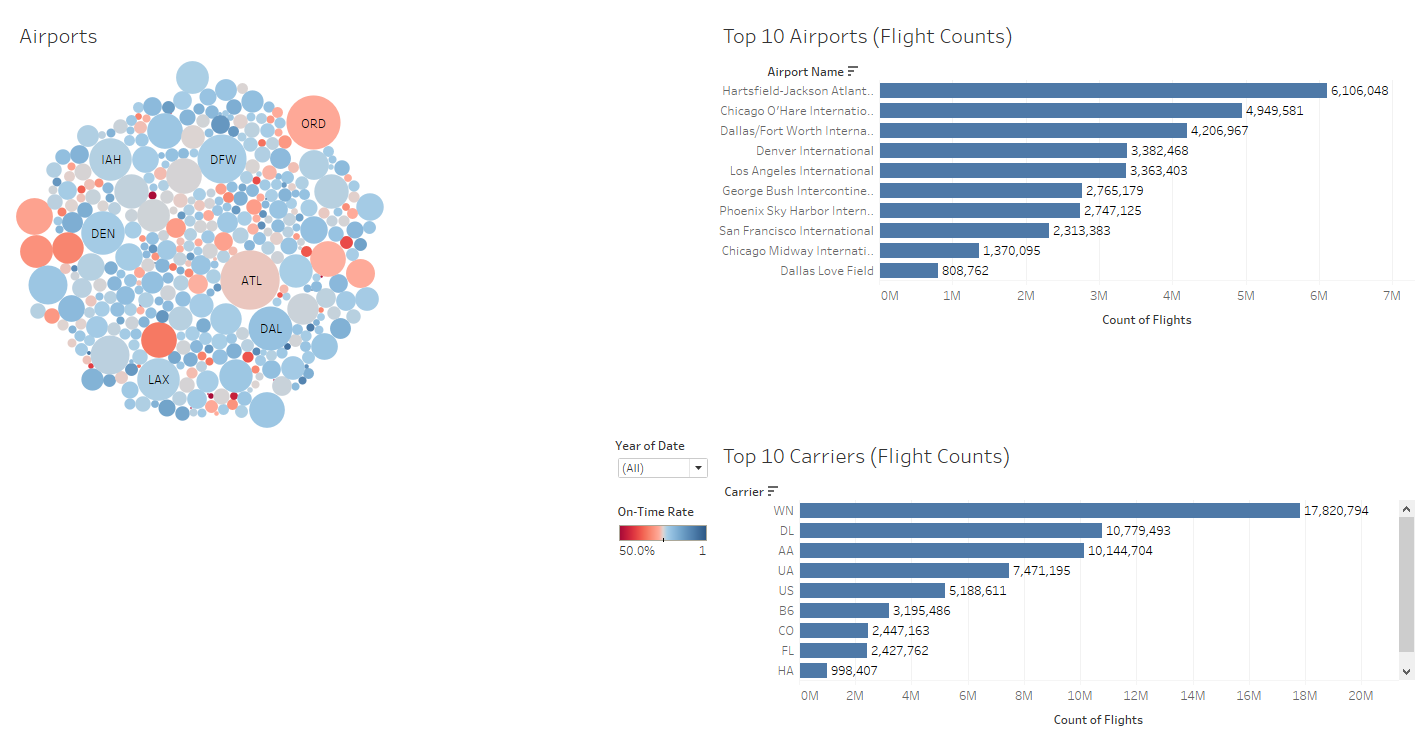 Airports
ORD
IAH
DFW
DEN
ATL
DAL
LAX
Top 10 Airports (Flight Counts)
Airport Name
Hartsfield-Jackson Atlant.. 6,106,048
Chicago O'Hare Internatio.. 4,949,581
Dallas/Fort Worth Interna.. 4,206,967
Denver International 3,382,468
Los Angeles International 3,363,403
George Bush Intercontine.. 2,765,179
Phoenix Sky Harbor Intern.. 2,747,125
San Francisco International 2,313,383
Chicago Midway Internati.. 1,370,095
Dallas Love Field 808,762
0M 1M 2M 3M 4M 5M 6M 7M
Count of Flights
Year of Date
(All)
On-Time Rate
50.0% 1
Top 10 Carriers (Flight Counts)
Carrier
WN 17,820,794
DL 10,779,493
AA 10,144,704
UA 7,471,195
US 5,188,611
B6 3,195,486
CO 2,447,163
FL 2,427,762
HA 998,407
0M 2M 4M 6M 8M 10M 12M 14M 16M 18M 20M
Count of Flights